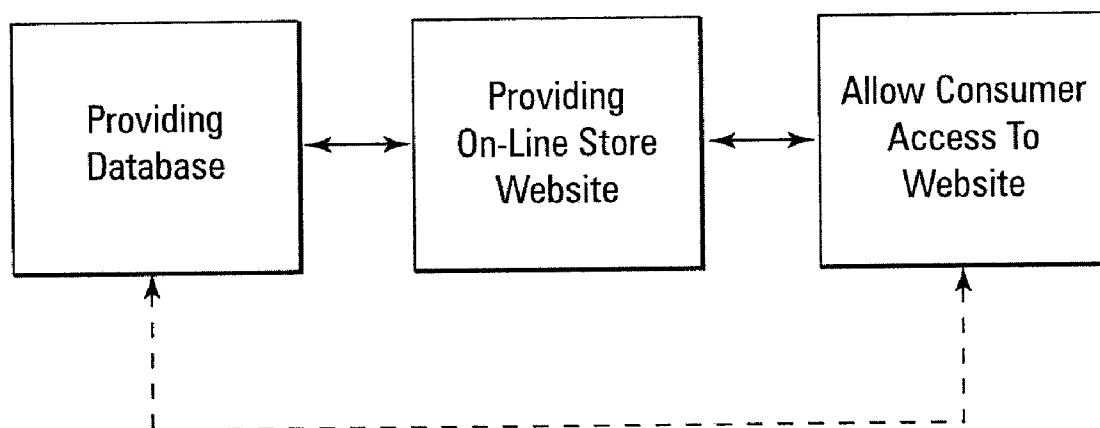 Providing
Database
Providing
On-Line Store
Website
Allow Consumer
Access To
Website